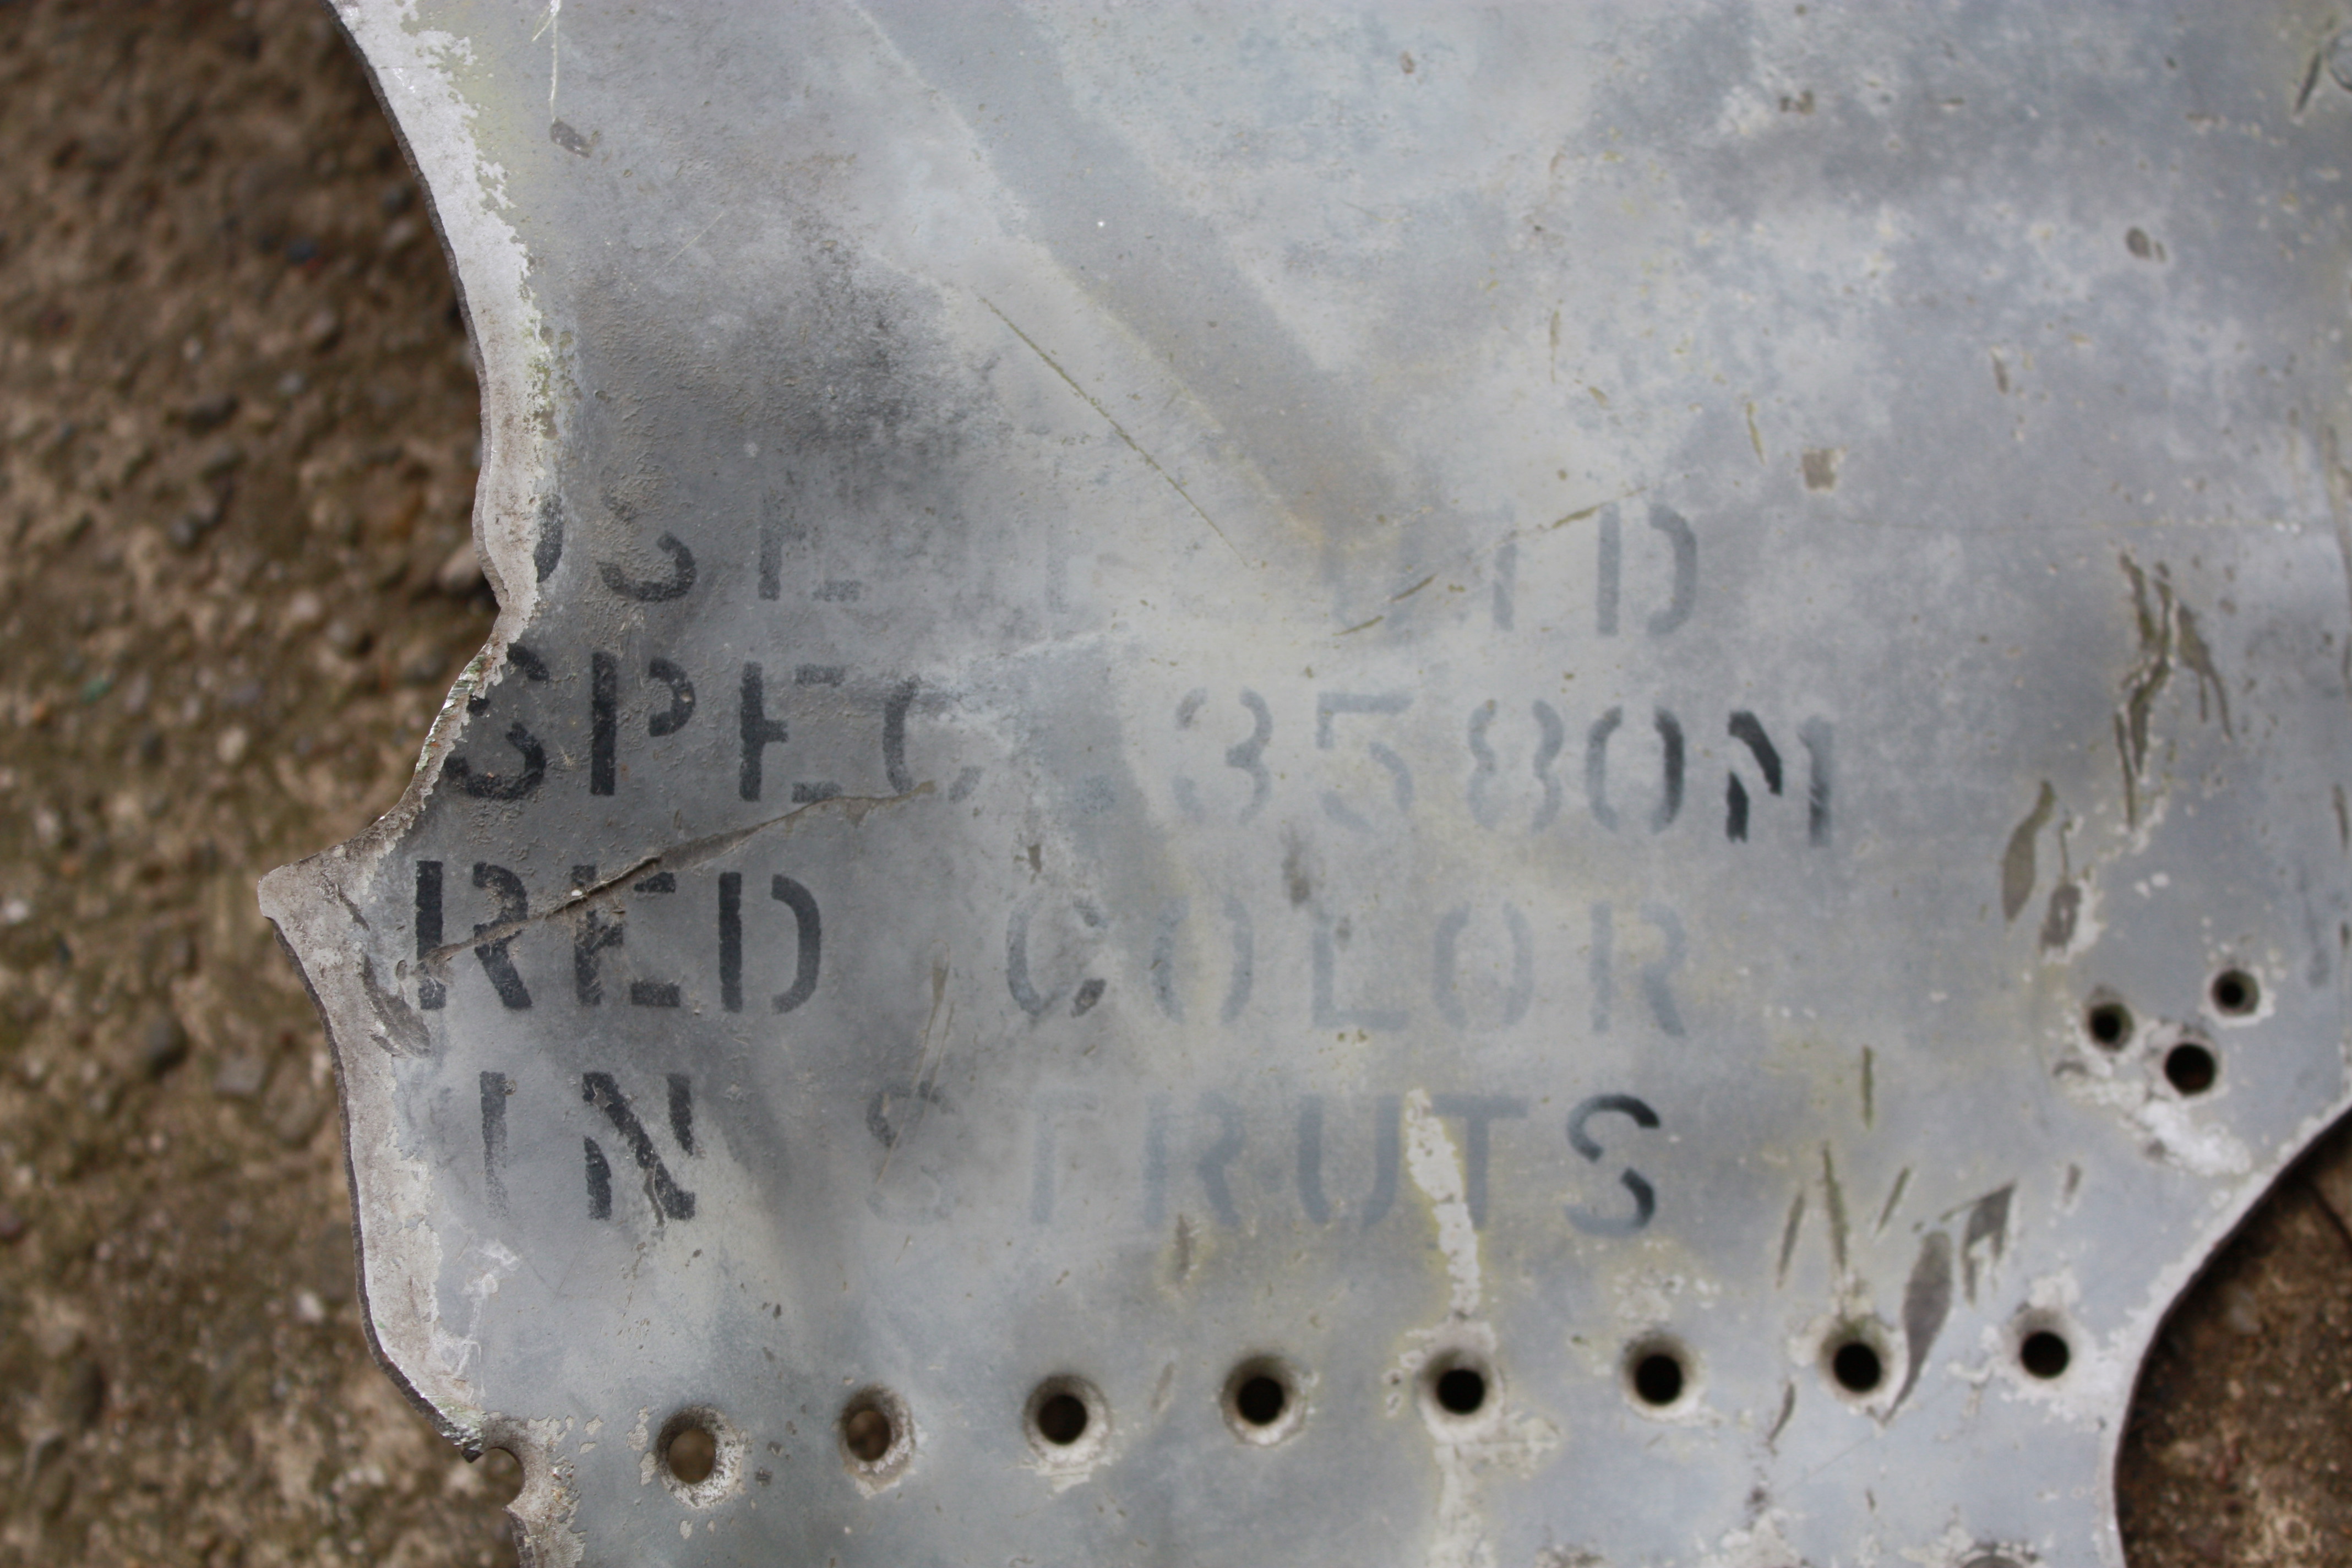 SPEC. 3580M
RED COLOR
IN STRUTS